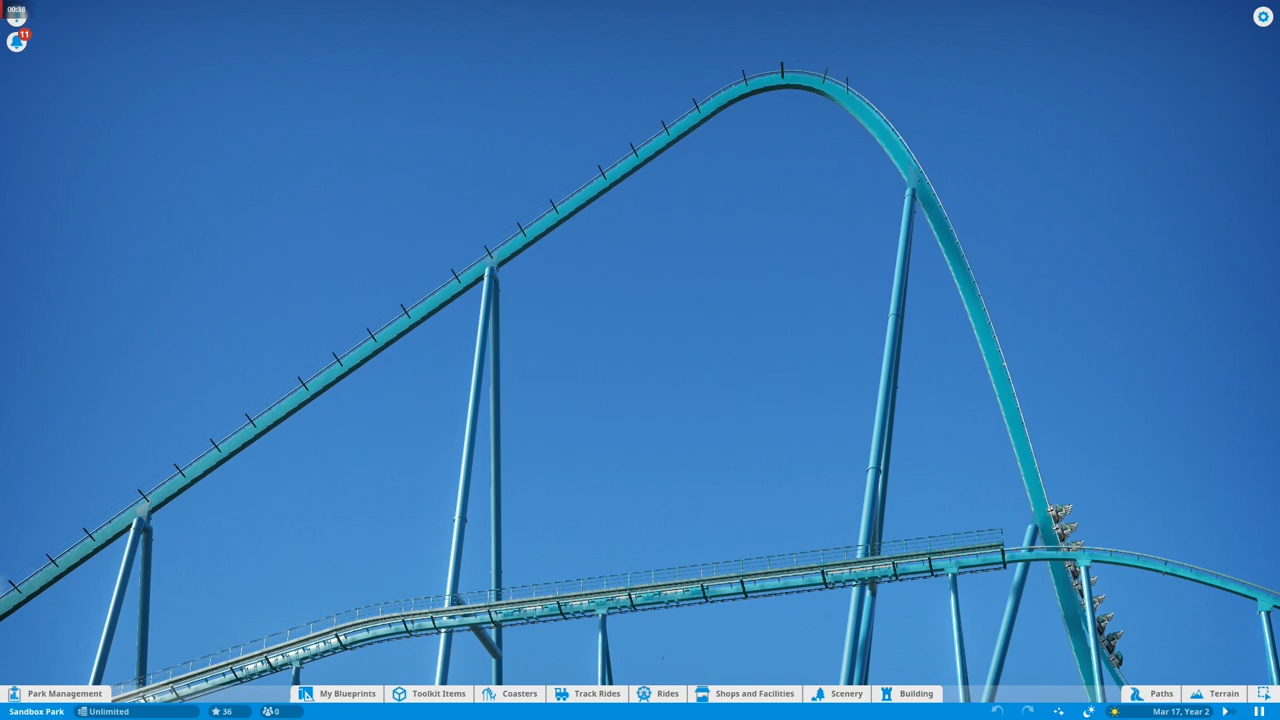 00:38
11
Park Management
My Blueprints
Toolkit Items
Coasters
Track Rides
Rides
Shops and Facilities
Scenery
Building
Paths
Terrain
Sandbox Park
Unlimited
36
0
Mar 17, Year 2